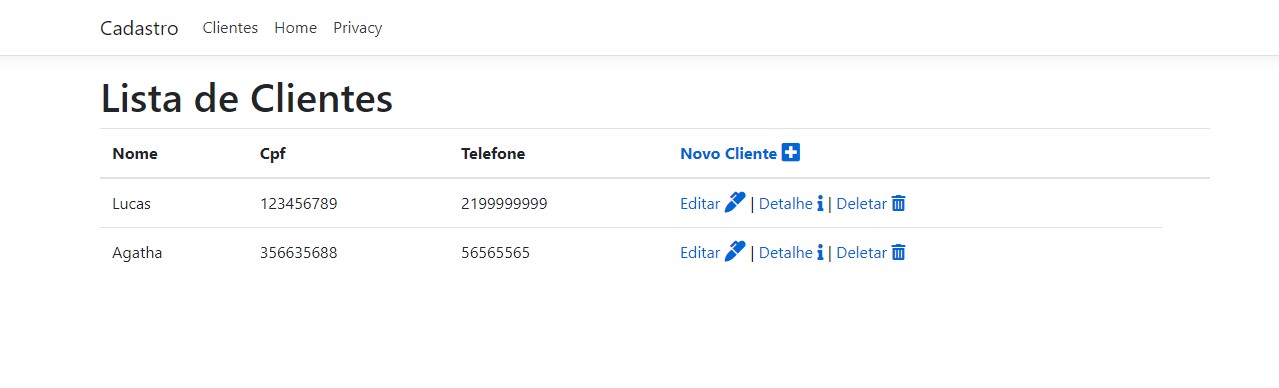 Cadastro Clientes Home Privacy
Lista de Clientes
Nome Cpf Telefone Novo Cliente
Lucas 123456789 2199999999 Editar | Detalhe | Deletar
Agatha 356635688 56565565 Editar | Detalhe | Deletar